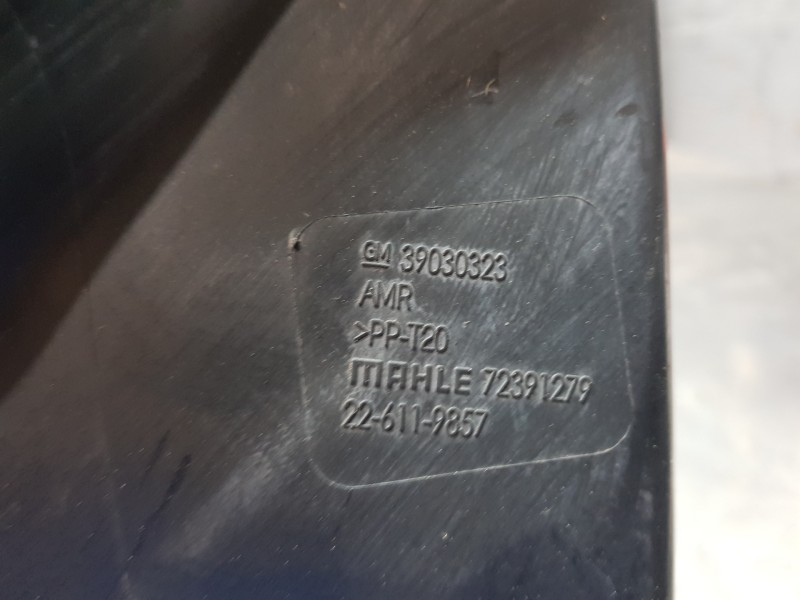 GM 39030323
AMR
>PP-T20
MAHLE 72391279
22-611-9857